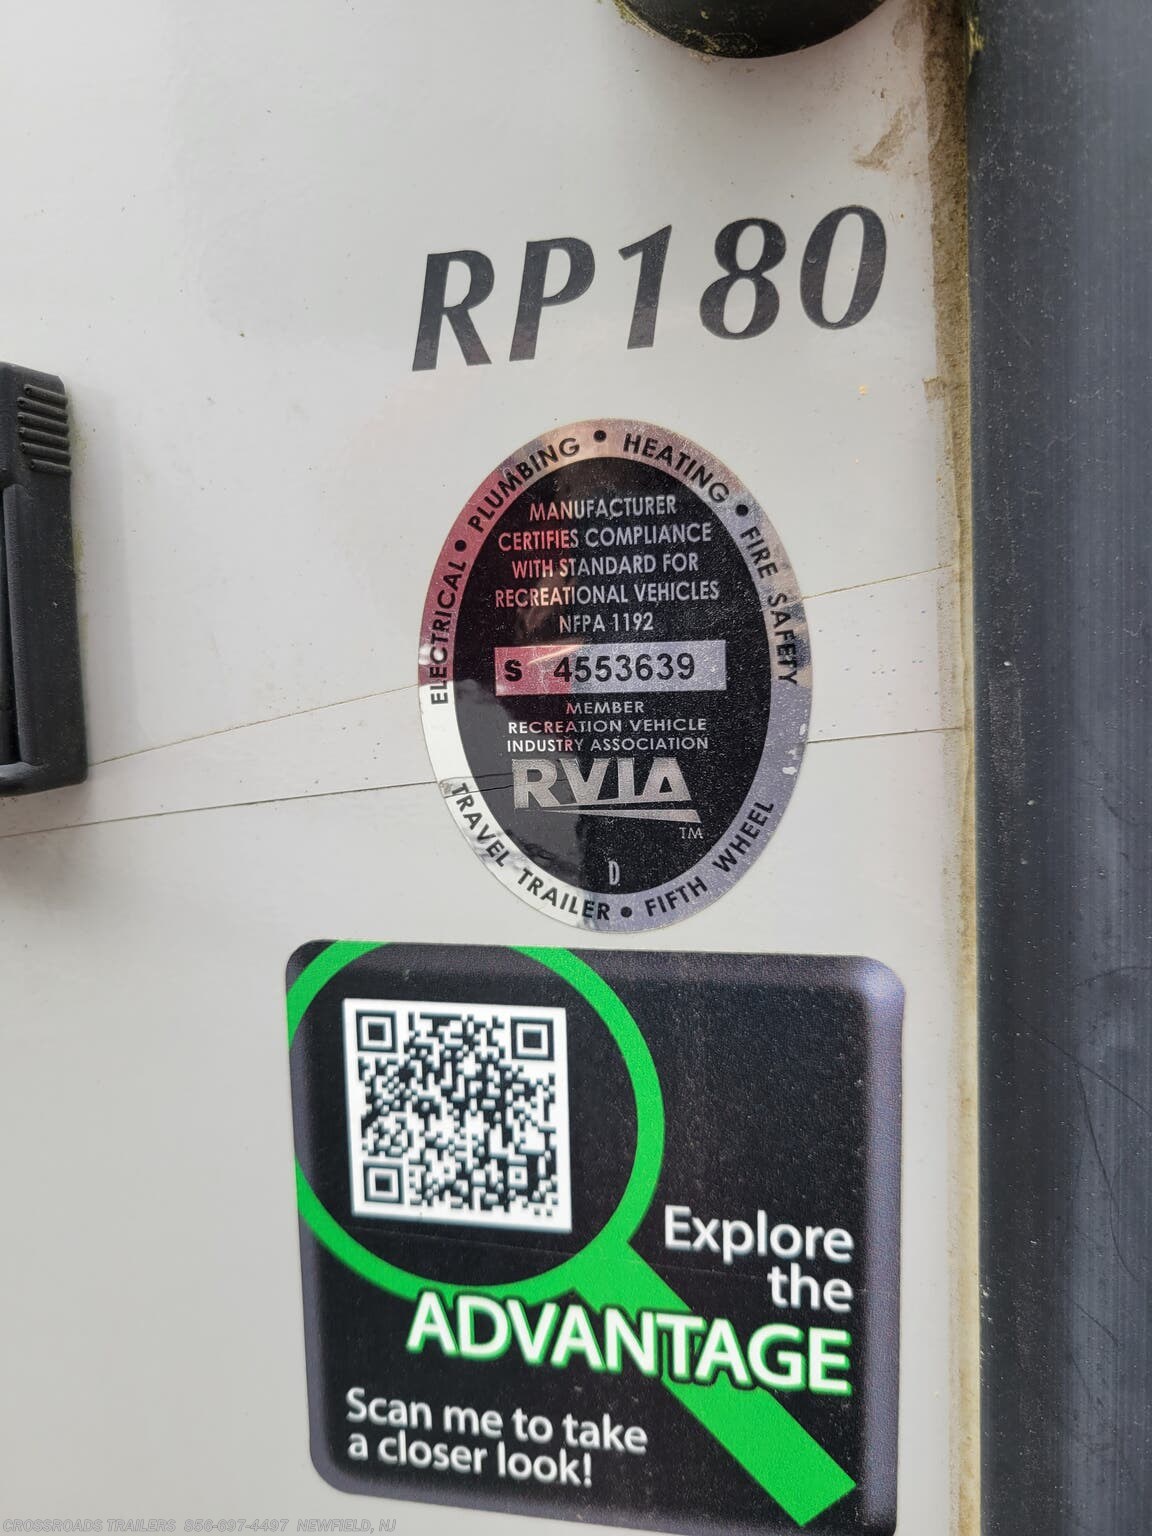 RP180
ELECTRICAL • PLUMBING • HEATING • FIRE SAFETY
MANUFACTURER
CERTIFIES COMPLIANCE
WITH STANDARD FOR
RECREATIONAL VEHICLES
NFPA 1192
S 4553639
MEMBER
RECREATION VEHICLE
INDUSTRY ASSOCIATION
RVIA
TM
D
TRAVEL TRAILER • FIFTH WHEEL
Explore
the
ADVANTAGE
Scan me to take
a closer look!
CROSSROADS TRAILERS 856-697-4497 NEWFIELD, NJ